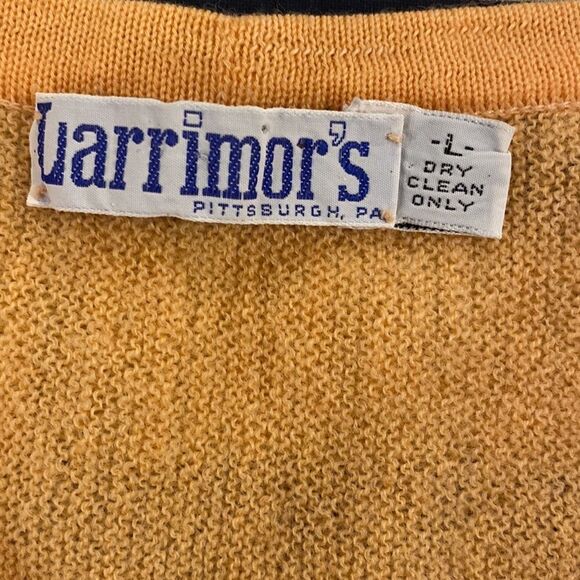 Larrimor's
PITTSBURGH, PA
-L-
DRY
CLEAN
ONLY